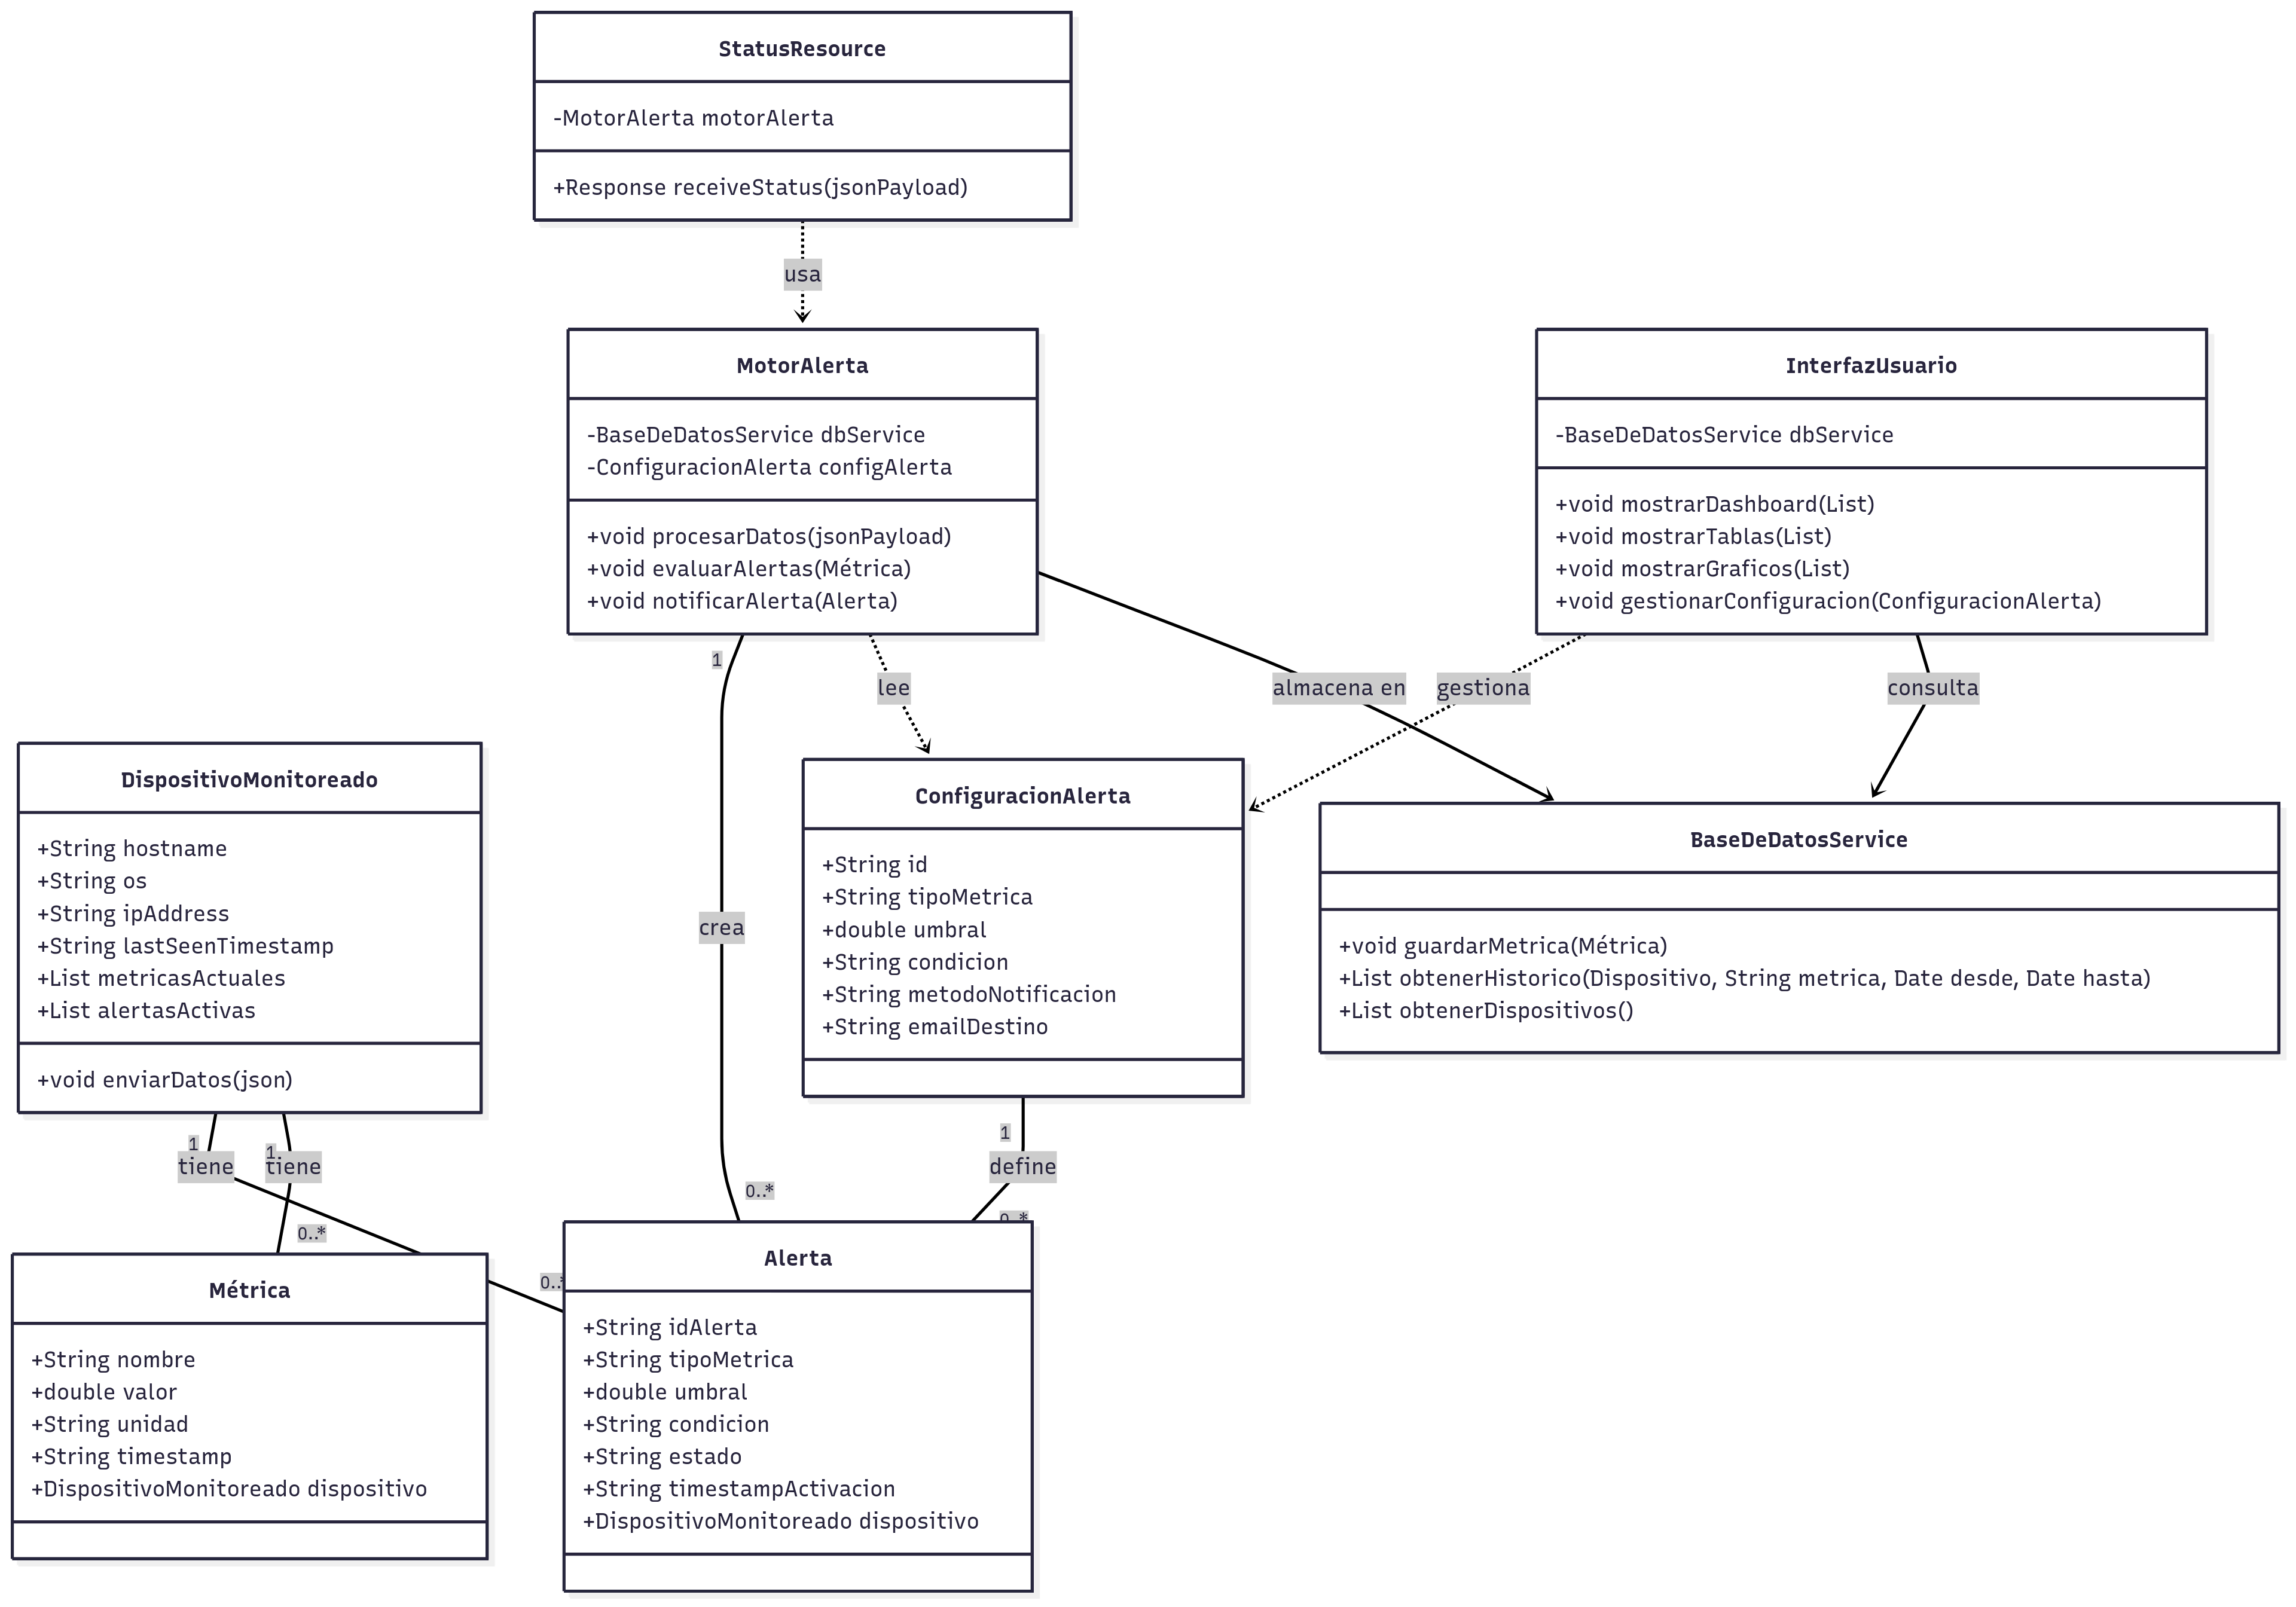 StatusResource
-MotorAlerta motorAlerta
+Response receiveStatus(jsonPayload)
usa
MotorAlerta
-BaseDeDatosService dbService
-ConfiguracionAlerta configAlerta
+void procesarDatos(jsonPayload)
+void evaluarAlertas(Métrica)
+void notificarAlerta(Alerta)
InterfazUsuario
-BaseDeDatosService dbService
+void mostrarDashboard(List)
+void mostrarTablas(List)
+void mostrarGraficos(List)
+void gestionarConfiguracion(ConfiguracionAlerta)
1
lee
almacena en
gestiona
consulta
DispositivoMonitoreado
+String hostname
+String os
+String ipAddress
+String lastSeenTimestamp
+List metricasActuales
+List alertasActivas
+void enviarDatos(json)
crea
ConfiguracionAlerta
+String id
+String tipoMetrica
+double umbral
+String condicion
+String metodoNotificacion
+String emailDestino
BaseDeDatosService
+void guardarMetrica(Métrica)
+List obtenerHistorico(Dispositivo, String metrica, Date desde, Date hasta)
+List obtenerDispositivos()
1
1
1
tiene
tiene
define
0..*
0..*
0..*
0..*
Métrica
+String nombre
+double valor
+String unidad
+String timestamp
+DispositivoMonitoreado dispositivo
Alerta
+String idAlerta
+String tipoMetrica
+double umbral
+String condicion
+String estado
+String timestampActivacion
+DispositivoMonitoreado dispositivo